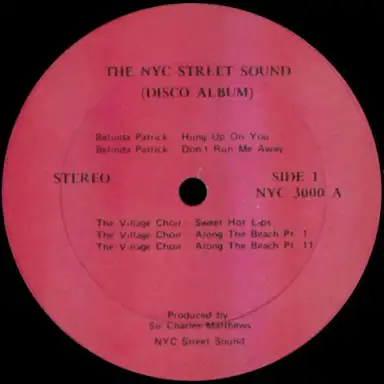 THE NYC STREET SOUND
(DISCO ALBUM)
Belinda Patrick Hung Up On You
Belinda Patrick Don't Run Me Away
STEREO
SIDE 1
NYC 3000 A
The Village Choir Sweet Hot Lips
The Village Choir Along The Beach Pt. 1
The Village Choir Along The Beach Pt. 11
Produced by
Sir Charles Matthews
NYC Street Sound